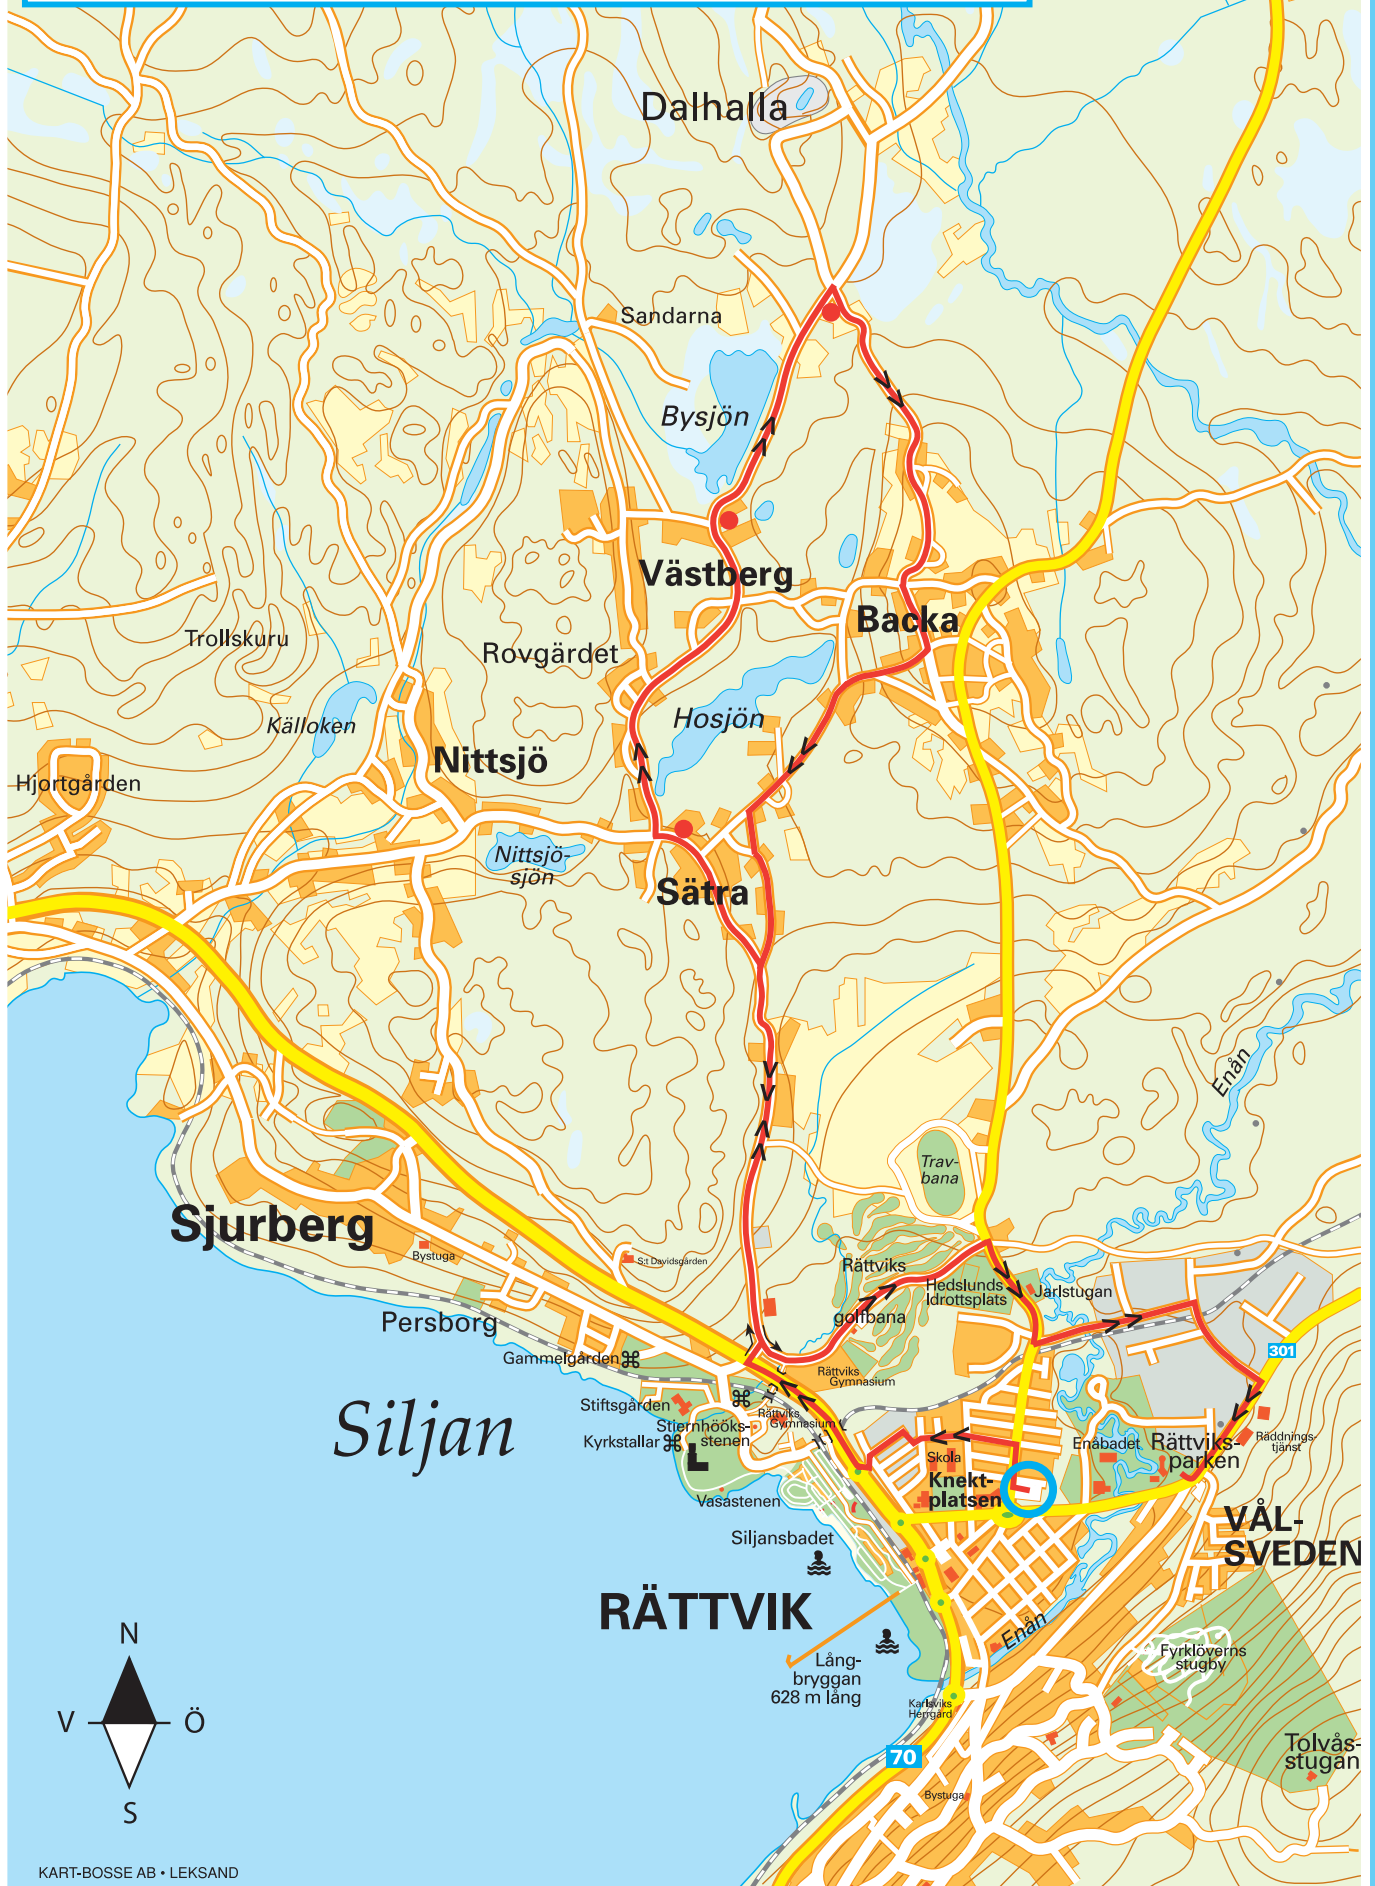 Dalhalla
Sandarna
Bysjön
Västberg
Backa
Trollskuru
Rovgärdet
Källoken
Hosjön
Nittsjö
Hjortgården
Nittsjö-
sjön
Sätra
Enån
Trav-
bana
Sjurberg
Bystuga
S:t Davidsgården
Rättviks
golfbana
Hedslunds
Idrottsplats
Jarlstugan
Persborg
Gammelgården
Rättviks
Gymnasium
301
Siljan
Stiftsgården
Rättviks
Gymnasium
Stiernhööks-
stenen
Kyrkstallar
Skola
Enåbadet
Rättviks-
parken
Räddnings-
tjänst
Knekt-
platsen
Vasastenen
Siljansbadet
VÅL-
SVEDEN
RÄTTVIK
Enån
Lång-
bryggan
628 m lång
Fyrklöverns
stugby
Karlsviks
Herrgård
N
V
Ö
S
70
Tolvås-
stugan
Bystuga
KART-BOSSE AB • LEKSAND